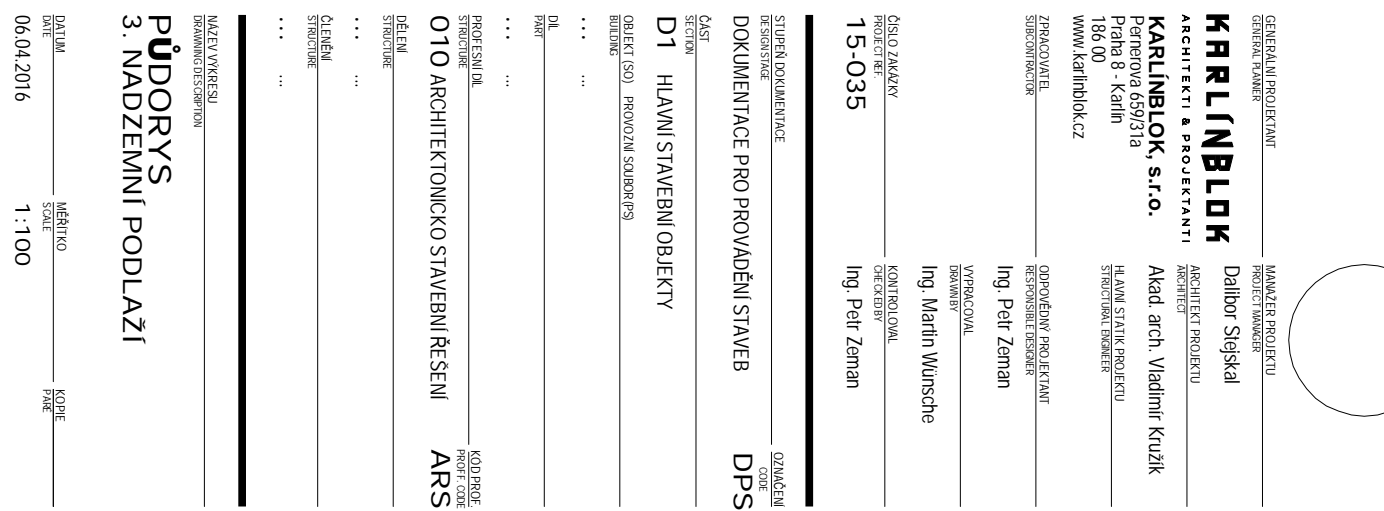 GENERÁLNÍ PROJEKTANT
GENERAL PLANNER
KARLÍNBLOK
ARCHITEKTI & PROJEKTANTI
KARLÍNBLOK, s.r.o.
Pernerova 659/31a
Praha 8 - Karlín
186 00
www.karlinblok.cz
MANAŽER PROJEKTU
PROJECT MANAGER
Dalibor Stejskal
ARCHITEKT PROJEKTU
ARCHITECT
Akad. arch. Vladimír Kružík
HLAVNÍ STATIK PROJEKTU
STRUCTURAL ENGINEER
ZPRACOVATEL
SUBCONTRACTOR
ODPOVĚDNÝ PROJEKTANT
RESPONSIBLE DESIGNER
Ing. Petr Zeman
VYPRACOVAL
DRAWN BY
Ing. Martin Wünsche
ČÍSLO ZAKÁZKY
PROJECT REF.
15-035
KONTROLOVAL
CHECKED BY
Ing. Petr Zeman
STUPEŇ DOKUMENTACE
DESIGN STAGE
DOKUMENTACE PRO PROVÁDĚNÍ STAVEB
OZNAČENÍ
CODE
DPS
ČÁST
SECTION
D1 HLAVNÍ STAVEBNÍ OBJEKTY
OBJEKT (SO) PROVOZNÍ SOUBOR (PS)
BUILDING
... ...
DÍL
PART
... ...
PROFESNÍ DÍL
STRUCTURE
010 ARCHITEKTONICKO STAVEBNÍ ŘEŠENÍ
KÓD PROF.
PROFF. CODE
ARS
DĚLENÍ
STRUCTURE
... ...
ČLENĚNÍ
STRUCTURE
... ...
NÁZEV VÝKRESU
DRAWNING DESCRIPTION
PŮDORYS
3. NADZEMNÍ PODLAŽÍ
DATUM
DATE
06.04.2016
MĚŘÍTKO
SCALE
1:100
KOPIE
PARÉ